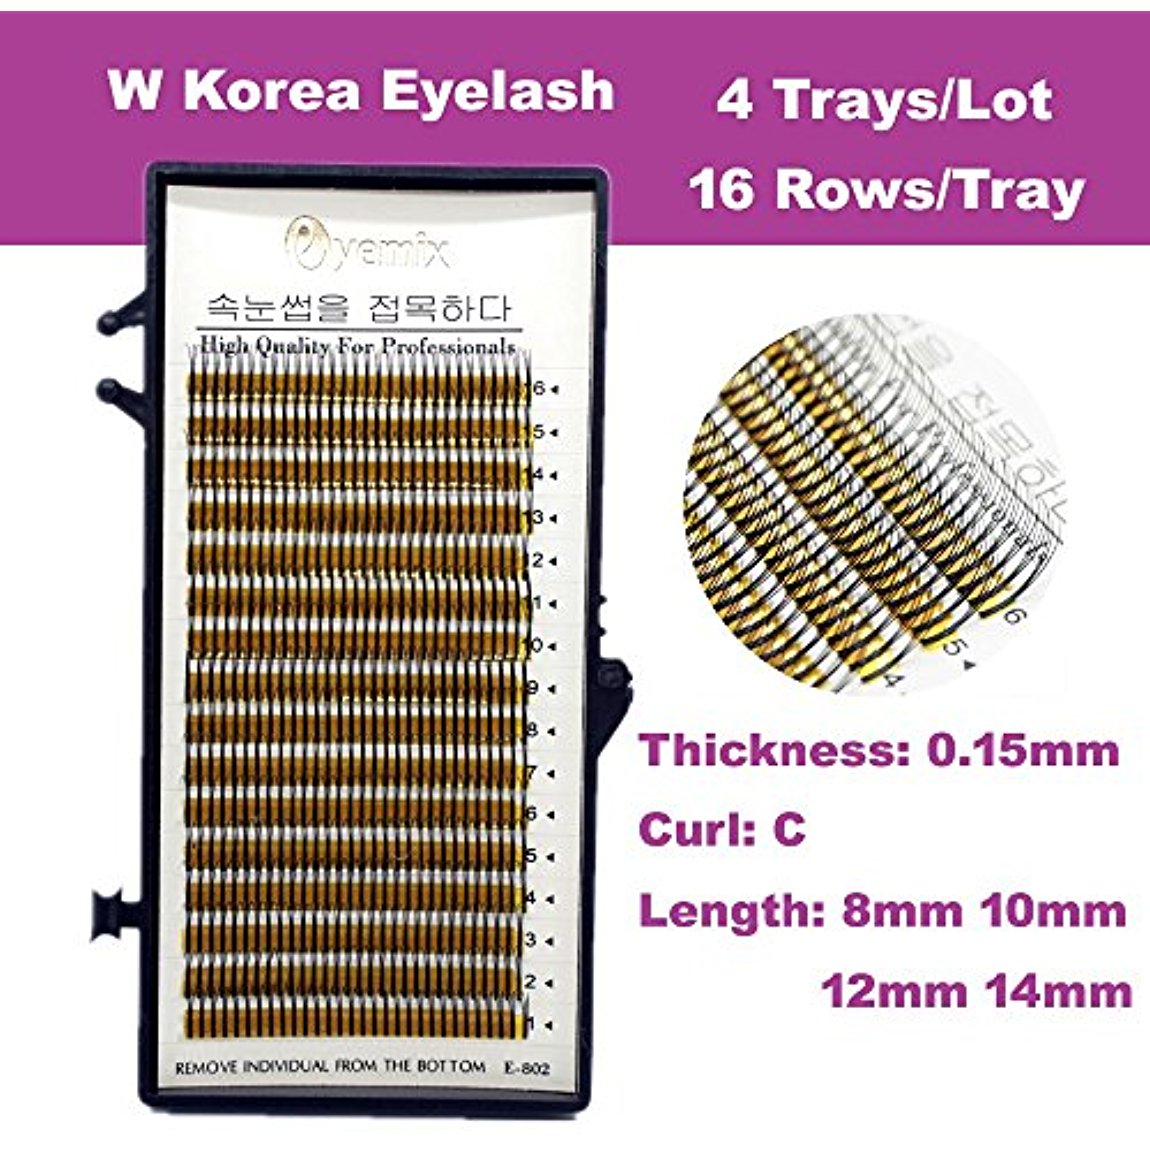 W Korea Eyelash
4 Trays/Lot
16 Rows/Tray
eyemix
속눈썹을 접목하다
High Quality For Professionals
16
15
14
13
12
11
10
9
8
7
6
5
4
3
2
1
REMOVE INDIVIDUAL FROM THE BOTTOM E-802
6
5
4
Thickness: 0.15mm
Curl: C
Length: 8mm 10mm
12mm 14mm